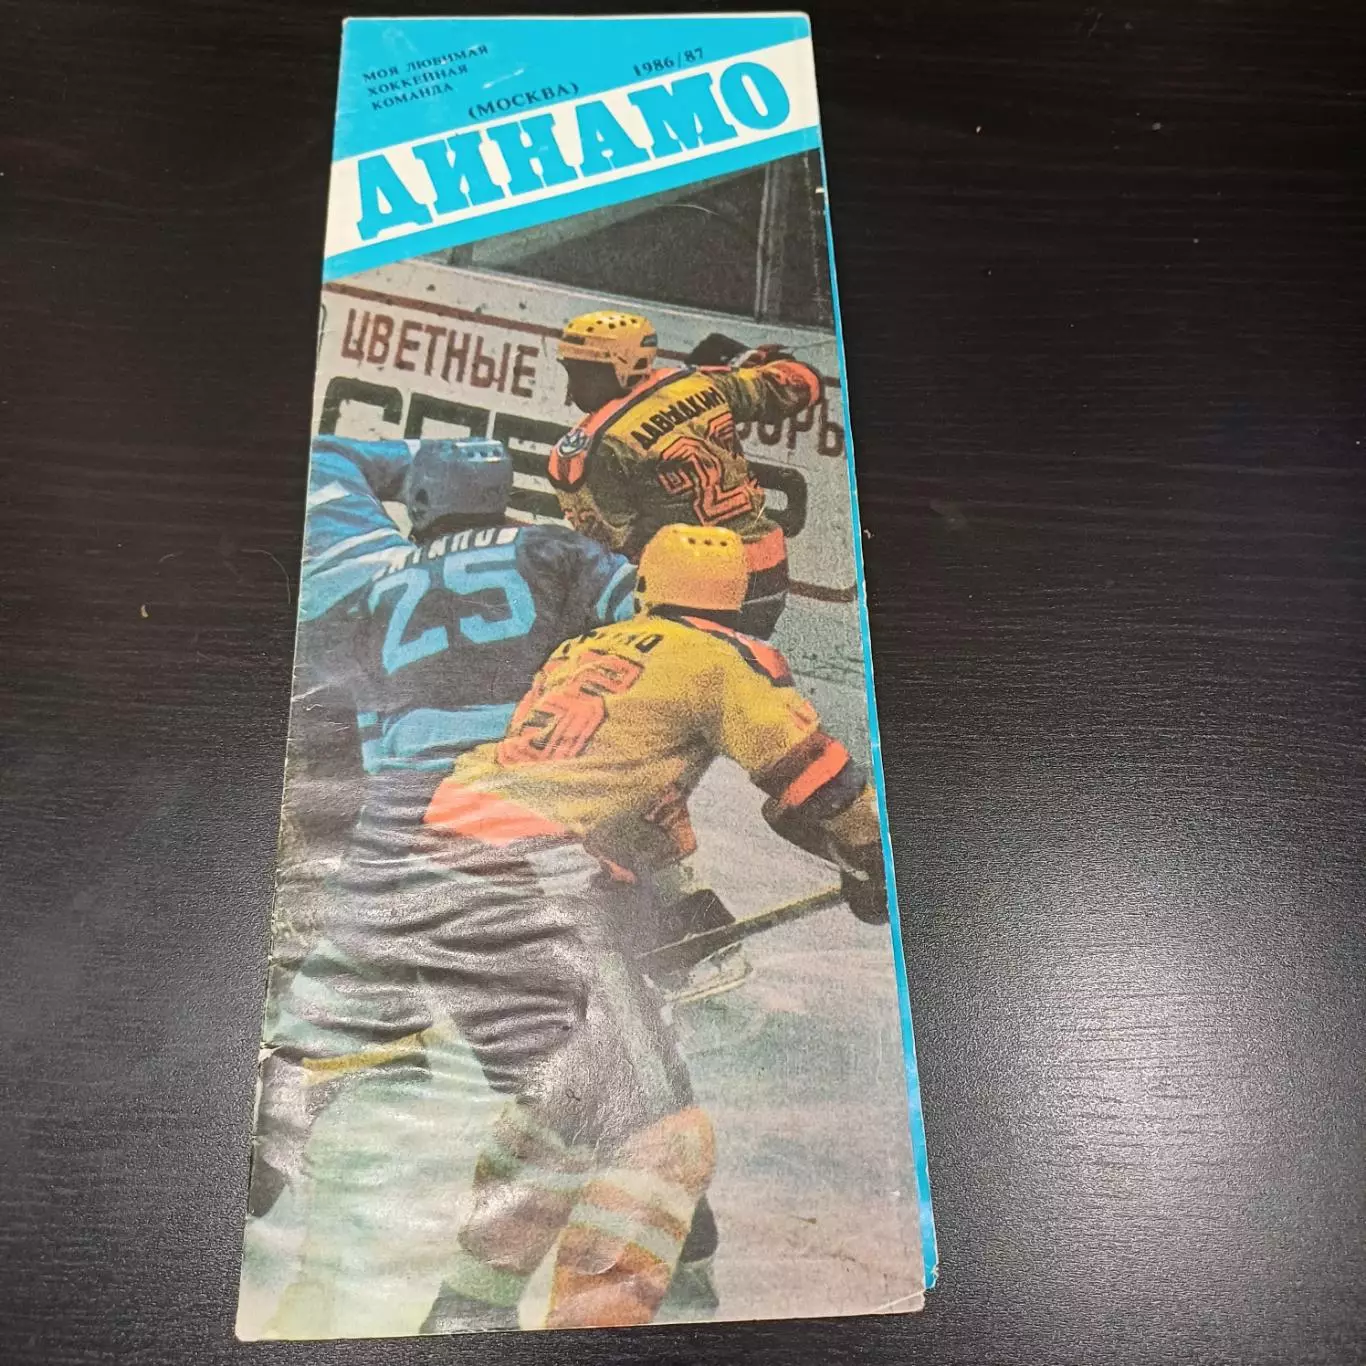 МОЯ ЛЮБИМАЯ
ХОККЕЙНАЯ
КОМАНДА
(МОСКВА)
1986/87
ДИНАМО
ЦВЕТНЫЕ
ДАВЫДКИН
25